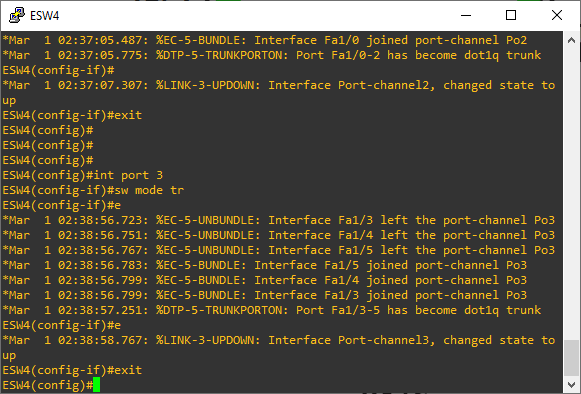 ESW4
*Mar  1 02:37:05.487: %EC-5-BUNDLE: Interface Fa1/0 joined port-channel Po2
*Mar  1 02:37:05.775: %DTP-5-TRUNKPORTON: Port Fa1/0-2 has become dot1q trunk
ESW4(config-if)#
*Mar  1 02:37:07.307: %LINK-3-UPDOWN: Interface Port-channel2, changed state to
up
ESW4(config-if)#exit
ESW4(config)#
ESW4(config)#
ESW4(config)#
ESW4(config)#int port 3
ESW4(config-if)#sw mode tr
ESW4(config-if)#e
*Mar  1 02:38:56.723: %EC-5-UNBUNDLE: Interface Fa1/3 left the port-channel Po3
*Mar  1 02:38:56.751: %EC-5-UNBUNDLE: Interface Fa1/4 left the port-channel Po3
*Mar  1 02:38:56.767: %EC-5-UNBUNDLE: Interface Fa1/5 left the port-channel Po3
*Mar  1 02:38:56.783: %EC-5-BUNDLE: Interface Fa1/5 joined port-channel Po3
*Mar  1 02:38:56.799: %EC-5-BUNDLE: Interface Fa1/4 joined port-channel Po3
*Mar  1 02:38:56.799: %EC-5-BUNDLE: Interface Fa1/3 joined port-channel Po3
*Mar  1 02:38:57.251: %DTP-5-TRUNKPORTON: Port Fa1/3-5 has become dot1q trunk
ESW4(config-if)#e
*Mar  1 02:38:58.767: %LINK-3-UPDOWN: Interface Port-channel3, changed state to
up
ESW4(config-if)#exit
ESW4(config)#